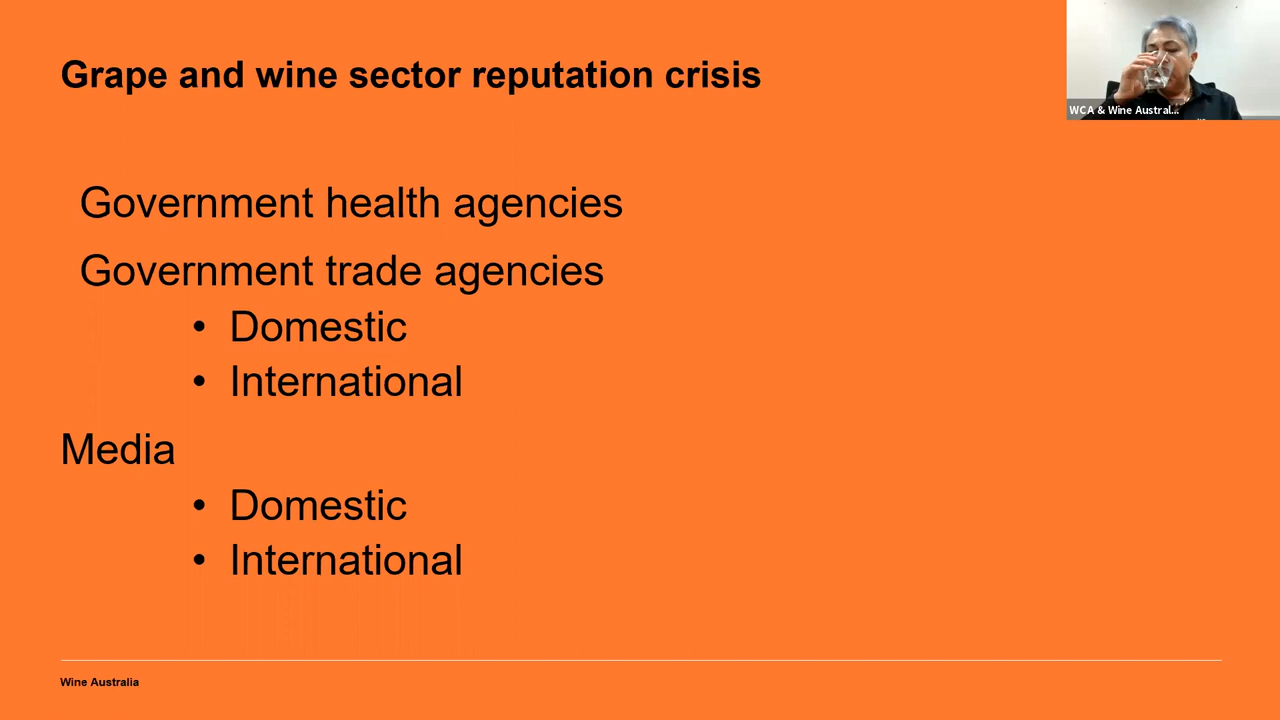 Grape and wine sector reputation crisis
WCA & Wine Austral...
Government health agencies
Government trade agencies
• Domestic
• International
Media
• Domestic
• International
Wine Australia